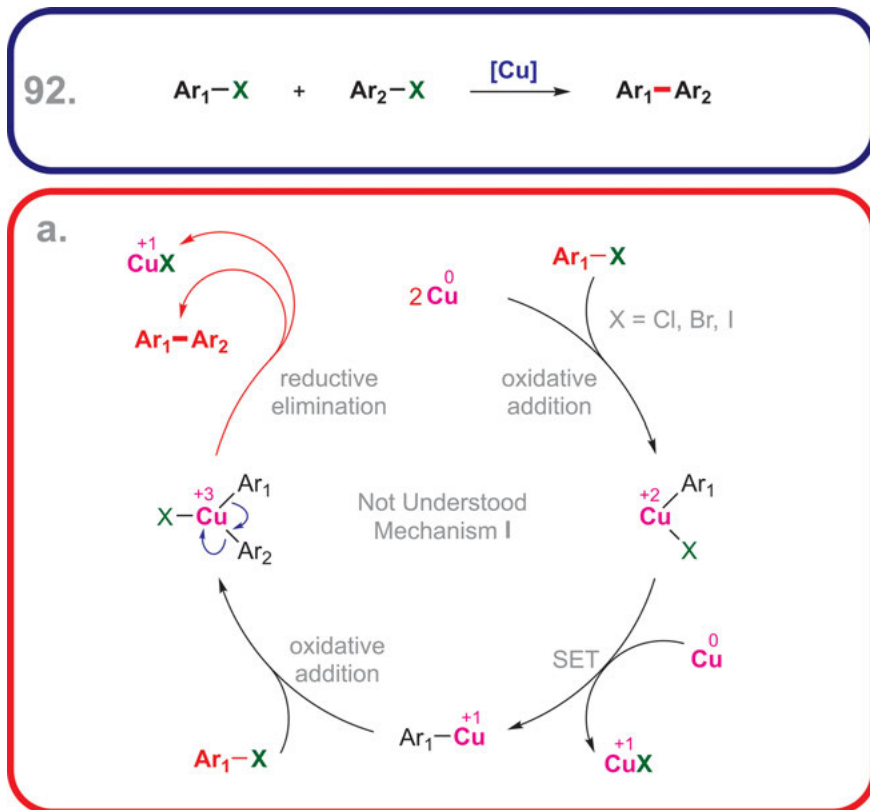 92.
Ar₁–X + Ar₂–X [Cu] Ar₁–Ar₂
a.
+1
CuX
Ar₁–X
0
2 Cu
X = Cl, Br, I
Ar₁–Ar₂
reductive
elimination
oxidative
addition
+3
X–Cu
Ar₁
Ar₂
Not Understood
Mechanism I
Ar₁
+2
Cu
X
oxidative
addition
SET
0
Cu
+1
Ar₁–Cu
Ar₁–X
+1
CuX